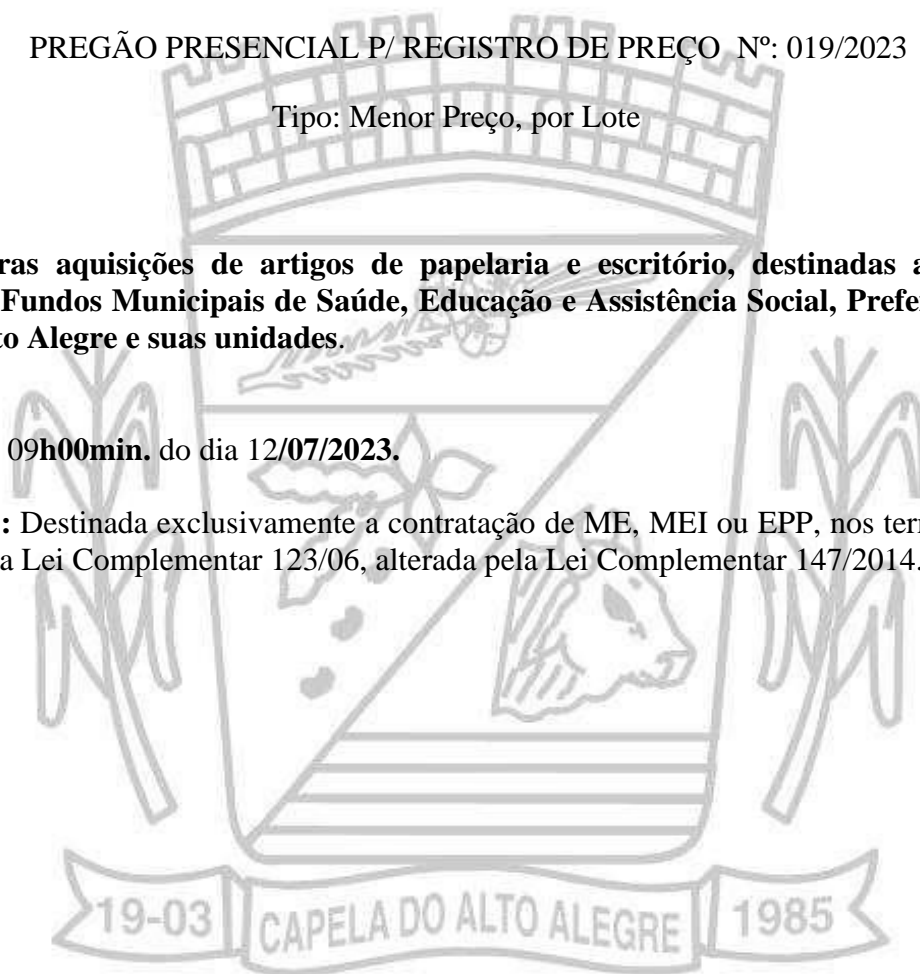 PREGÃO PRESENCIAL P/ REGISTRO DE PREÇO Nº: 019/2023
Tipo: Menor Preço, por Lote
ras aquisições de artigos de papelaria e escritório, destinadas a
Fundos Municipais de Saúde, Educação e Assistência Social, Prefe
to Alegre e suas unidades.
09h00min. do dia 12/07/2023.
: Destinada exclusivamente a contratação de ME, MEI ou EPP, nos ter
a Lei Complementar 123/06, alterada pela Lei Complementar 147/2014.
19-03 CAPELA DO ALTO ALEGRE 1985